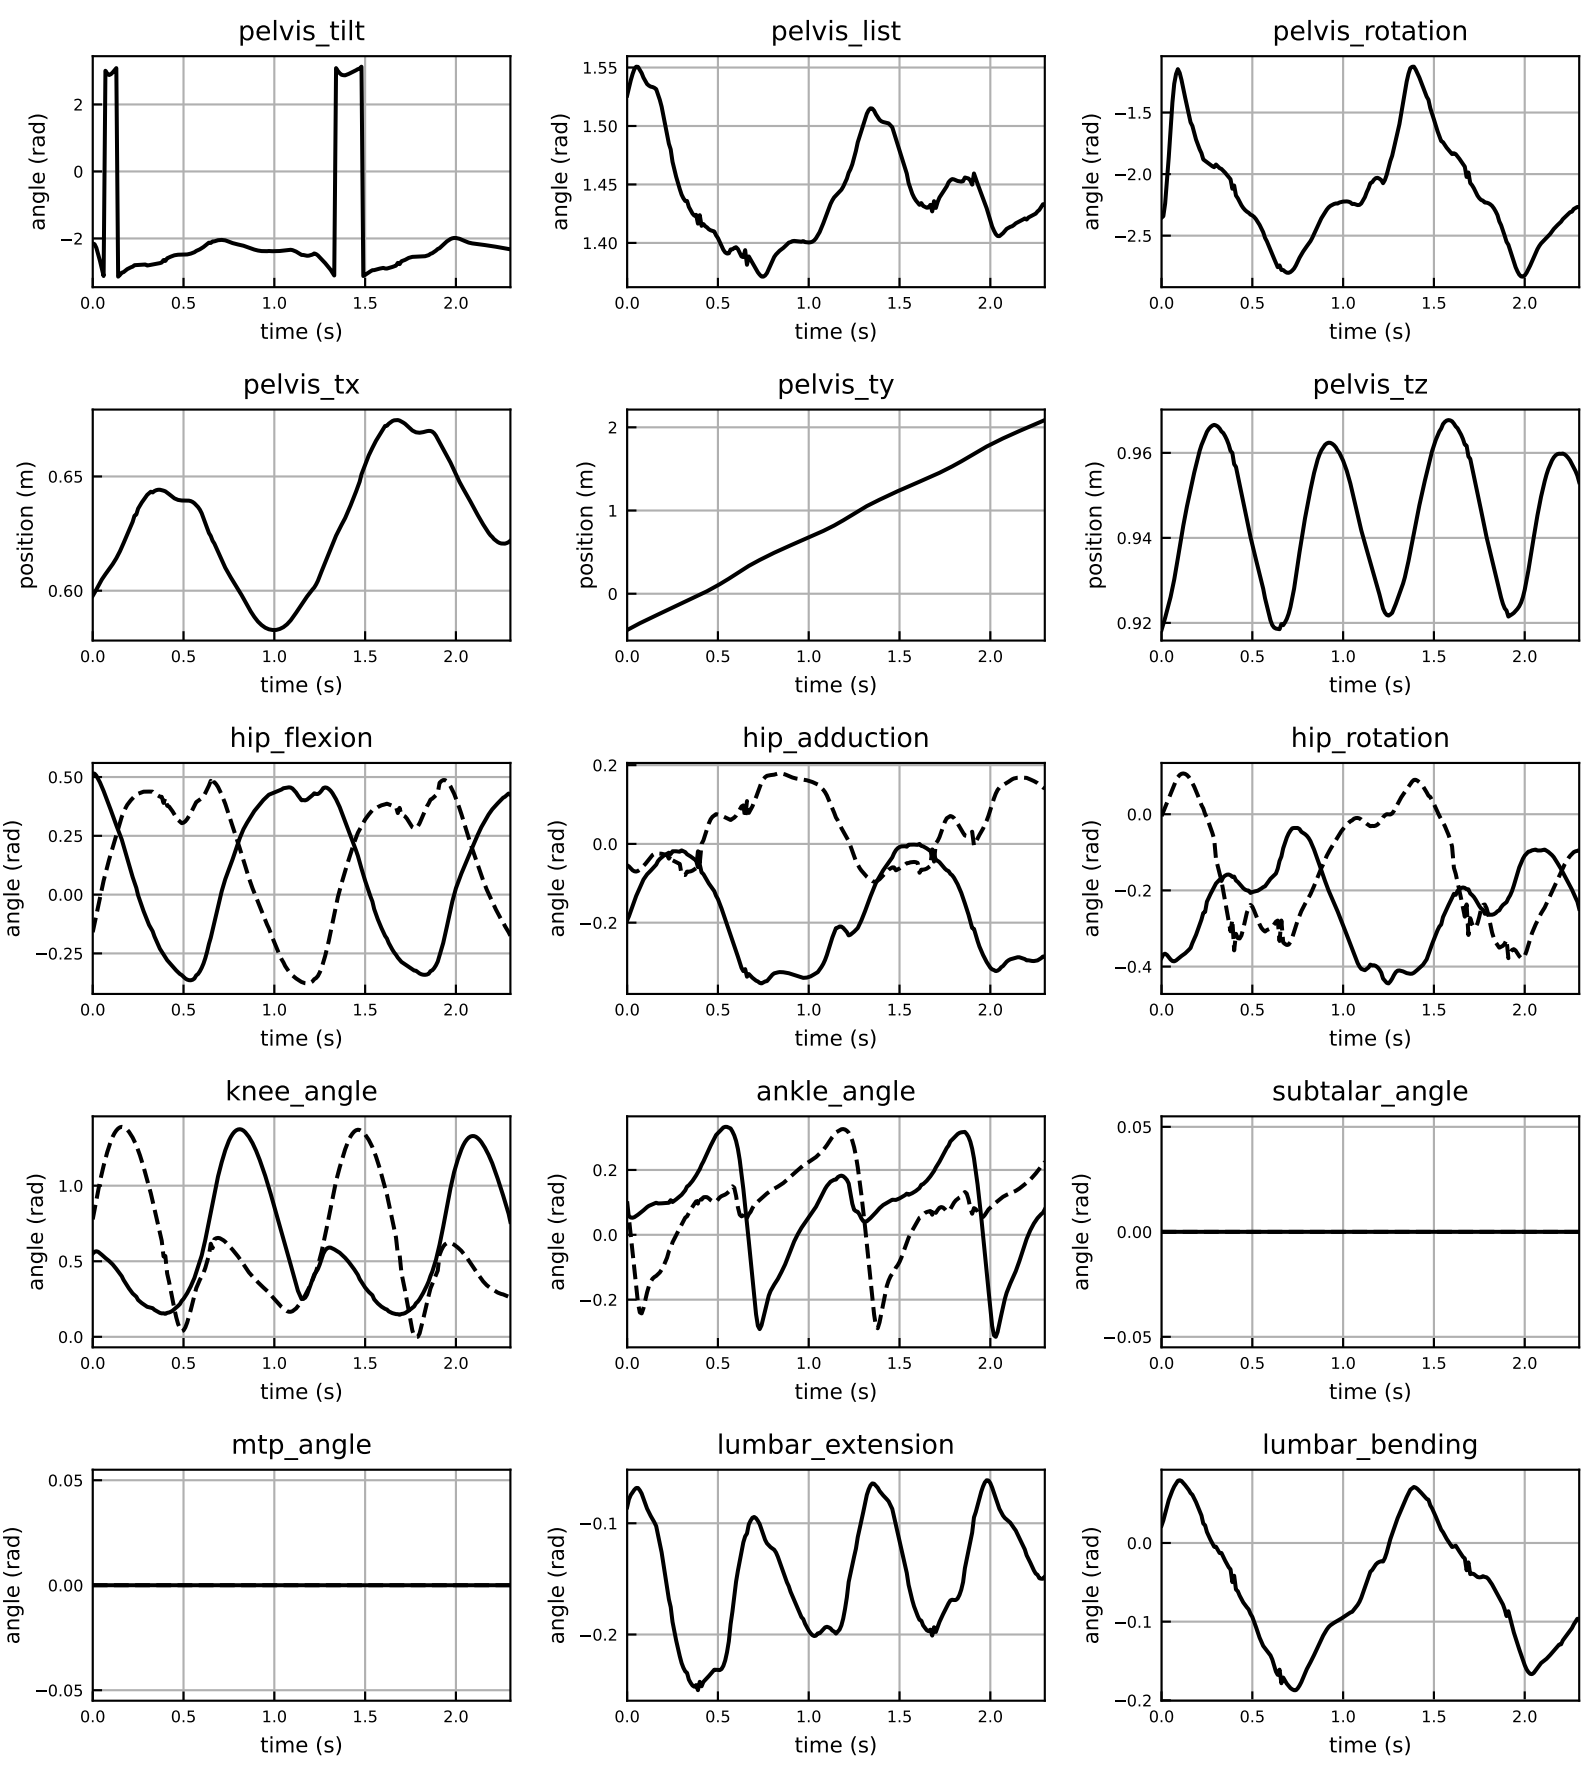 pelvis_tilt
angle (rad)
2
0
−2
0.0 0.5 1.0 1.5 2.0
time (s)
pelvis_list
angle (rad)
1.55
1.50
1.45
1.40
0.0 0.5 1.0 1.5 2.0
time (s)
pelvis_rotation
angle (rad)
−1.5
−2.0
−2.5
0.0 0.5 1.0 1.5 2.0
time (s)
pelvis_tx
position (m)
0.65
0.60
0.0 0.5 1.0 1.5 2.0
time (s)
pelvis_ty
position (m)
2
1
0
0.0 0.5 1.0 1.5 2.0
time (s)
pelvis_tz
position (m)
0.96
0.94
0.92
0.0 0.5 1.0 1.5 2.0
time (s)
hip_flexion
angle (rad)
0.50
0.25
0.00
−0.25
0.0 0.5 1.0 1.5 2.0
time (s)
hip_adduction
angle (rad)
0.2
0.0
−0.2
0.0 0.5 1.0 1.5 2.0
time (s)
hip_rotation
angle (rad)
0.0
−0.2
−0.4
0.0 0.5 1.0 1.5 2.0
time (s)
knee_angle
angle (rad)
1.0
0.5
0.0
0.0 0.5 1.0 1.5 2.0
time (s)
ankle_angle
angle (rad)
0.2
0.0
−0.2
0.0 0.5 1.0 1.5 2.0
time (s)
subtalar_angle
angle (rad)
0.05
0.00
−0.05
0.0 0.5 1.0 1.5 2.0
time (s)
mtp_angle
angle (rad)
0.05
0.00
−0.05
0.0 0.5 1.0 1.5 2.0
time (s)
lumbar_extension
angle (rad)
−0.1
−0.2
0.0 0.5 1.0 1.5 2.0
time (s)
lumbar_bending
angle (rad)
0.0
−0.1
−0.2
0.0 0.5 1.0 1.5 2.0
time (s)